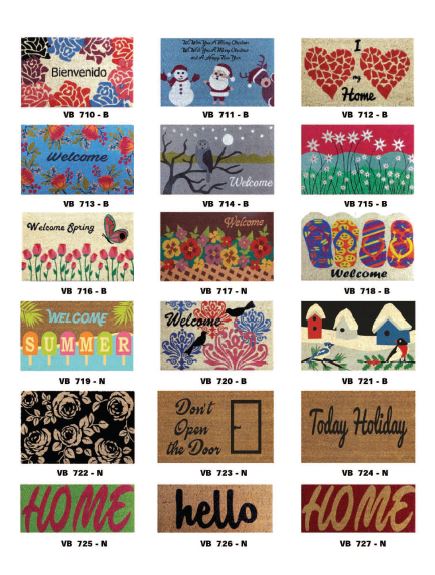 Bienvenido
We Wish You A Merry Christmas
We Wish You A Merry Christmas
and A Happy New Year
I
my
Home
VB 710 - B
VB 711 - B
VB 712 - B
Welcome
Welcome
VB 713 - B
VB 714 - B
VB 715 - B
Welcome Spring
Welcome
Welcome
VB 716 - B
VB 717 - N
VB 718 - B
WELCOME
SUMMER
Welcome
VB 719 - N
VB 720 - B
VB 721 - B
Don't
Open
the Door
Today Holiday
VB 722 - N
VB 723 - N
VB 724 - N
HOME
hello
HOME
VB 725 - N
VB 726 - N
VB 727 - N